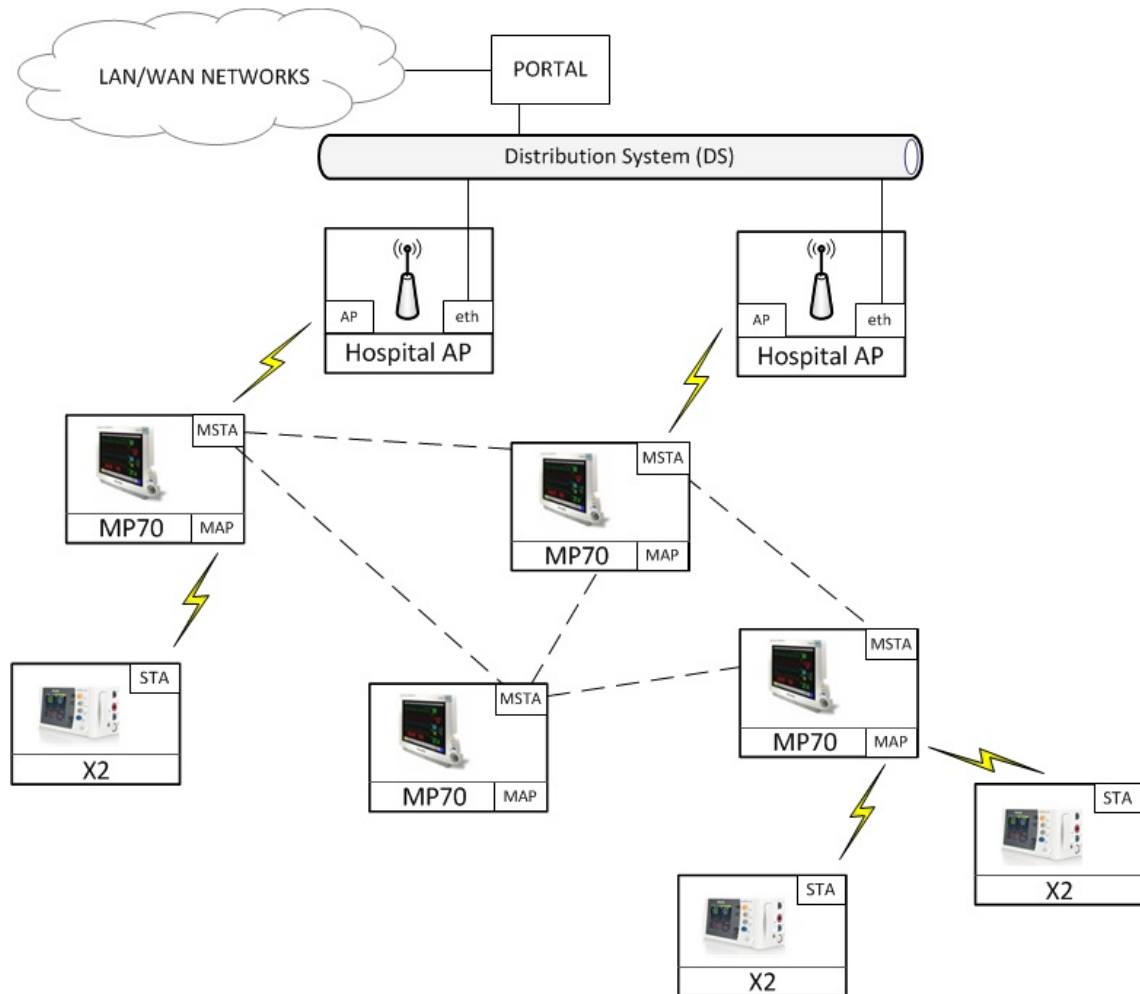 LAN/WAN NETWORKS
PORTAL
Distribution System (DS)
AP
eth
Hospital AP
AP
eth
Hospital AP
MSTA
MP70
MAP
MSTA
MP70
MAP
STA
X2
MSTA
MP70
MAP
MSTA
MP70
MAP
STA
X2
STA
X2